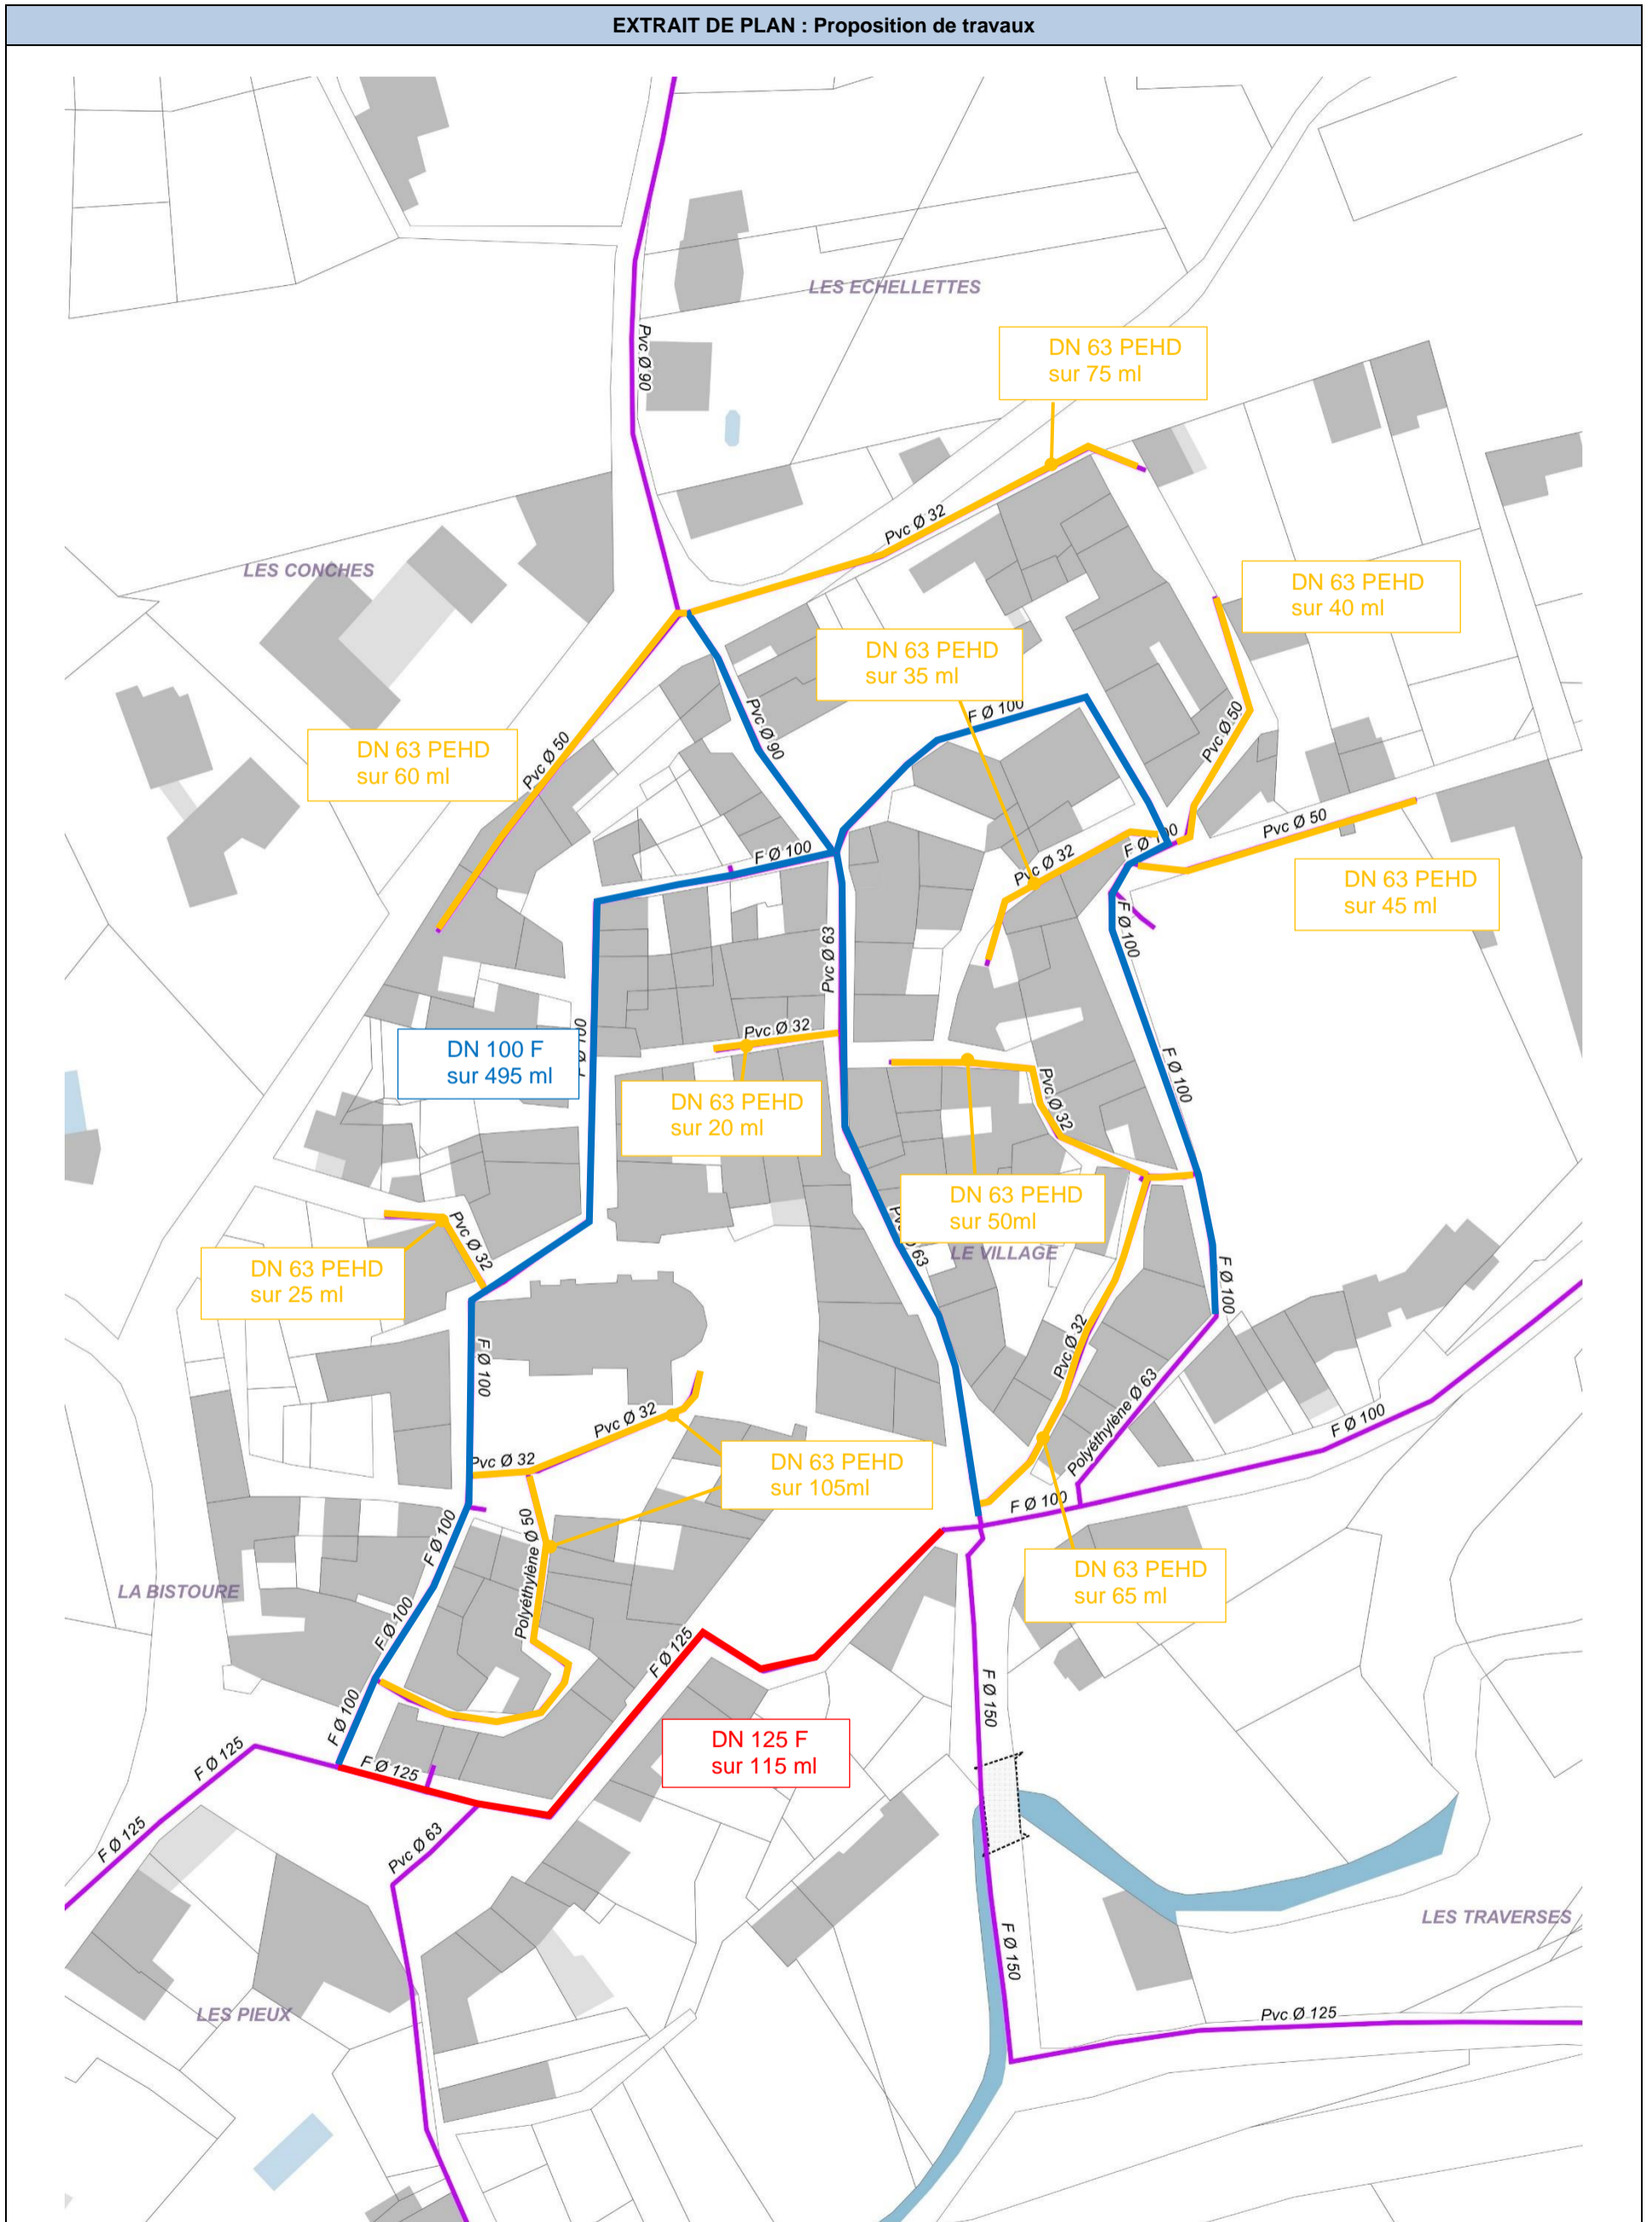 EXTRAIT DE PLAN : Proposition de travaux
LES ECHELLETTES
Pvc Ø 90
DN 63 PEHD
sur 75 ml
Pvc Ø 32
LES CONCHES
DN 63 PEHD
sur 40 ml
DN 63 PEHD
sur 35 ml
F Ø 100
Pvc Ø 90
Pvc Ø 50
DN 63 PEHD
sur 60 ml
Pvc Ø 50
Pvc Ø 50
F Ø 100
F Ø 100
Pvc Ø 32
DN 63 PEHD
sur 45 ml
F Ø 100
Pvc Ø 63
Pvc Ø 32
DN 100 F
sur 495 ml
F Ø 100
Pvc Ø 32
DN 63 PEHD
sur 20 ml
DN 63 PEHD
sur 50ml
LE VILLAGE
Pvc Ø 32
DN 63 PEHD
sur 25 ml
F Ø 100
F Ø 100
Pvc Ø 32
Polyéthylène Ø 63
Pvc Ø 32
F Ø 100
Pvc Ø 32
DN 63 PEHD
sur 105ml
F Ø 100
F Ø 100
Polyéthylène Ø 50
DN 63 PEHD
sur 65 ml
LA BISTOURE
F Ø 100
F Ø 125
F Ø 150
F Ø 100
DN 125 F
sur 115 ml
F Ø 125
F Ø 125
F Ø 125
Pvc Ø 63
LES TRAVERSES
F Ø 150
LES PIEUX
Pvc Ø 125